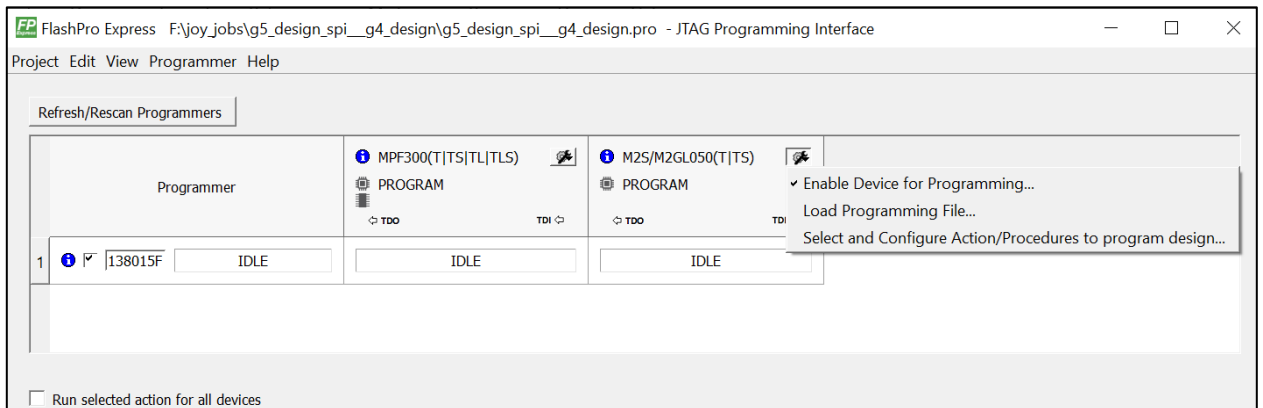 FP FlashPro Express F:\joy_jobs\g5_design_spi__g4_design\g5_design_spi__g4_design.pro - JTAG Programming Interface
Project Edit View Programmer Help
Refresh/Rescan Programmers
Programmer
MPF300(T|TS|TL|TLS)
PROGRAM
TDO TDI
M2S/M2GL050(T|TS)
PROGRAM
TDO TDI
Enable Device for Programming...
Load Programming File...
Select and Configure Action/Procedures to program design...
1 138015F IDLE IDLE IDLE
Run selected action for all devices